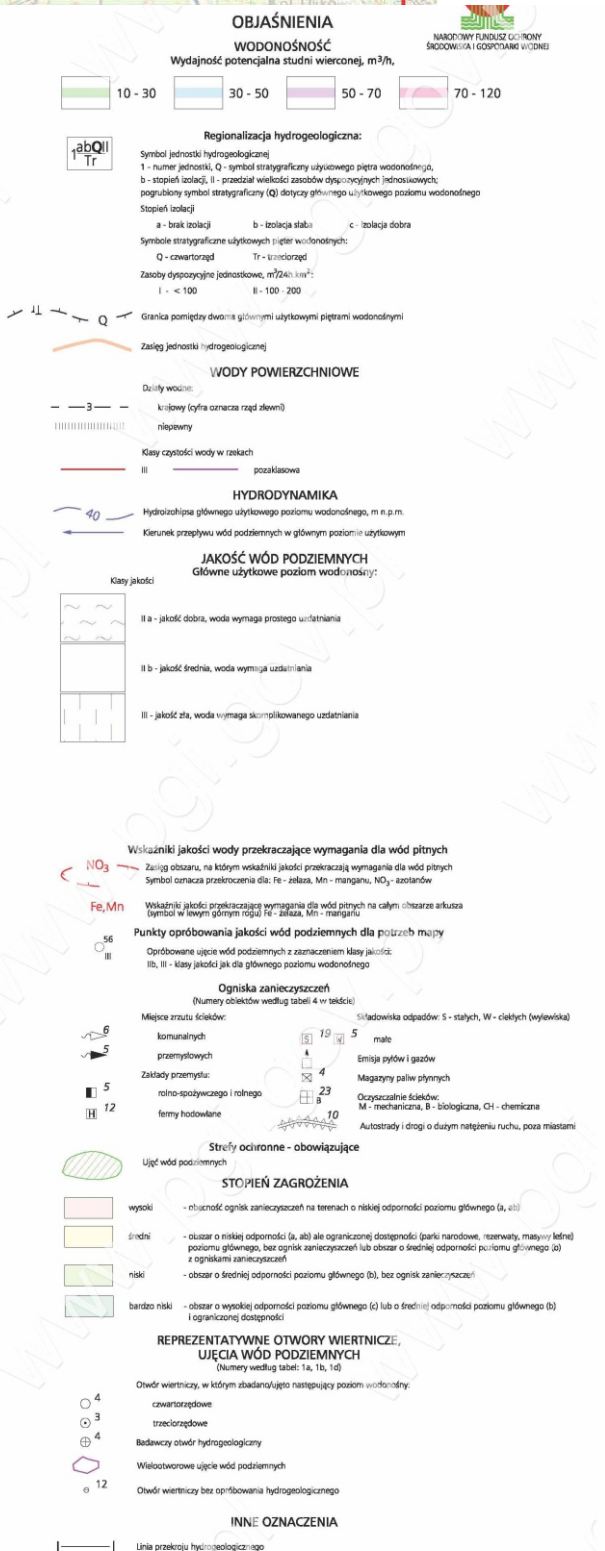 OBJAŚNIENIA
NARODOWY FUNDUSZ OCHRONY
ŚRODOWISKA I GOSPODARKI WODNEJ
WODONOŚNOŚĆ
Wydajność potencjalna studni wierconej, m³/h,
10 - 30 30 - 50 50 - 70 70 - 120
Regionalizacja hydrogeologiczna:
1 abQII
Tr
Symbol jednostki hydrogeologicznej
1 - numer jednostki, Q - symbol stratygraficzny użytkowego piętra wodonośnego,
b - stopień izolacji, II - przedział wielkości zasobów dyspozycyjnych jednostkowych;
pogrubiony symbol stratygraficzny (Q) dotyczy głównego użytkowego poziomu wodonośnego
Stopień izolacji
a - brak izolacji b - izolacja słaba c - izolacja dobra
Symbole stratygraficzne użytkowych pięter wodonośnych:
Q - czwartorzęd Tr - trzeciorzęd
Zasoby dyspozycyjne jednostkowe, m³/24h km²:
I - < 100 II - 100 - 200
Q Granica pomiędzy dwoma głównymi użytkowymi piętrami wodonośnymi
Zasięg jednostki hydrogeologicznej
WODY POWIERZCHNIOWE
Działy wodne:
3 krajowy (cyfra oznacza rząd zlewni)
niepewny
Klasy czystości wody w rzekach
III pozaklasowa
HYDRODYNAMIKA
40 Hydroizohipsa głównego użytkowego poziomu wodonośnego, m n.p.m.
Kierunek przepływu wód podziemnych w głównym poziomie użytkowym
JAKOŚĆ WÓD PODZIEMNYCH
Główne użytkowe poziom wodonośny:
Klasy jakości
II a - jakość dobra, woda wymaga prostego uzdatniania
II b - jakość średnia, woda wymaga uzdatniania
III - jakość zła, woda wymaga skomplikowanego uzdatniania
Wskaźniki jakości wody przekraczające wymagania dla wód pitnych
NO₃ Zasięg obszaru, na którym wskaźniki jakości przekraczają wymagania dla wód pitnych
Symbol oznacza przekroczenia dla: Fe - żelaza, Mn - manganu, NO₃ - azotanów
Fe,Mn Wskaźniki jakości przekraczające wymagania dla wód pitnych na całym obszarze arkusza
(symbol w lewym górnym rogu) Fe - żelaza, Mn - manganu
Punkty opróbowania jakości wód podziemnych dla potrzeb mapy
56
III
Opróbowane ujęcie wód podziemnych z zaznaczeniem klasy jakości:
IIb, III - klasy jakości jak dla głównego poziomu wodonośnego
Ogniska zanieczyszczeń
(Numery obiektów według tabeli 4 w tekście)
Miejsce zrzutu ścieków: Składowiska odpadów: S - stałych, W - ciekłych (wylewiska)
6 komunalnych S 19 W 5 małe
5 przemysłowych Emisja pyłów i gazów
Zakłady przemysłu: 4 Magazyny paliw płynnych
5 rolno-spożywczego i rolnego 23 B Oczyszczalnie ścieków:
M - mechaniczna, B - biologiczna, CH - chemiczna
H 12 fermy hodowlane 10 Autostrady i drogi o dużym natężeniu ruchu, poza miastami
Strefy ochronne - obowiązujące
Ujęć wód podziemnych
STOPIEŃ ZAGROŻENIA
wysoki - obecność ognisk zanieczyszczeń na terenach o niskiej odporności poziomu głównego (a, ab)
średni - obszar o niskiej odporności (a, ab) ale ograniczonej dostępności (parki narodowe, rezerwaty, masywy leśne)
poziomu głównego, bez ognisk zanieczyszczeń lub obszar o średniej odporności poziomu głównego
z ogniskami zanieczyszczeń
niski - obszar o średniej odporności poziomu głównego (b), bez ognisk zanieczyszczeń
bardzo niski - obszar o wysokiej odporności poziomu głównego (c) lub o średniej odporności poziomu głównego (b)
i ograniczonej dostępności
REPREZENTATYWNE OTWORY WIERTNICZE,
UJĘCIA WÓD PODZIEMNYCH
(Numery według tabel: 1a, 1b, 1d)
Otwór wiertniczy, w którym zbadano/ujęto następujący poziom wodonośny:
4 czwartorzędowe
3 trzeciorzędowe
4 Badawczy otwór hydrogeologiczny
Wielootworowe ujęcie wód podziemnych
12 Otwór wiertniczy bez opróbowania hydrogeologicznego
INNE OZNACZENIA
Linia przekroju hydrogeologicznego